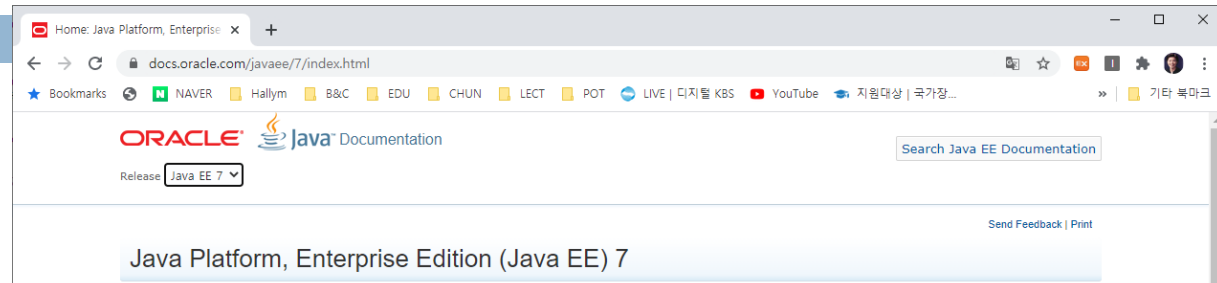 Home: Java Platform, Enterprise
docs.oracle.com/javaee/7/index.html
Bookmarks NAVER Hallym B&C EDU CHUN LECT POT LIVE | 디지털 KBS YouTube 지원대상 | 국가장... » 기타 북마크
ORACLE Java™ Documentation
Search Java EE Documentation
Release Java EE 7
Send Feedback | Print
Java Platform, Enterprise Edition (Java EE) 7